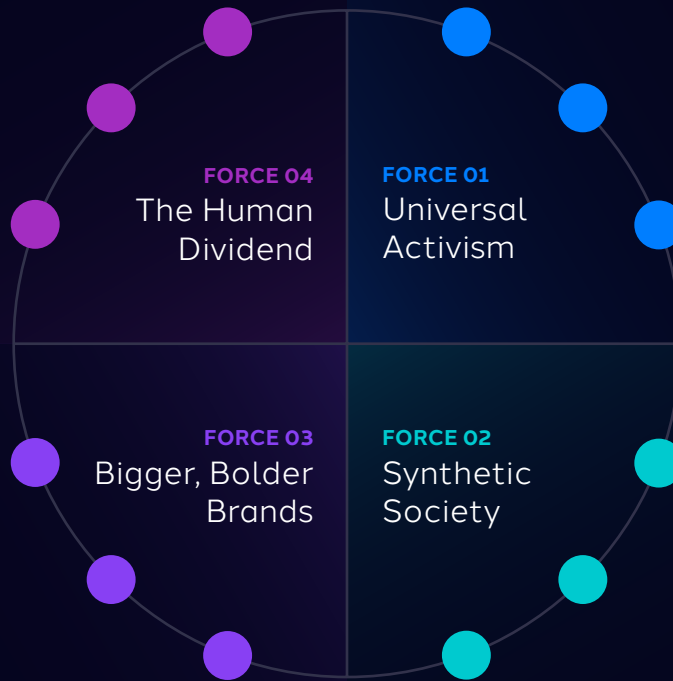 FORCE 04
The Human
Dividend
FORCE 01
Universal
Activism
FORCE 03
Bigger, Bolder
Brands
FORCE 02
Synthetic
Society